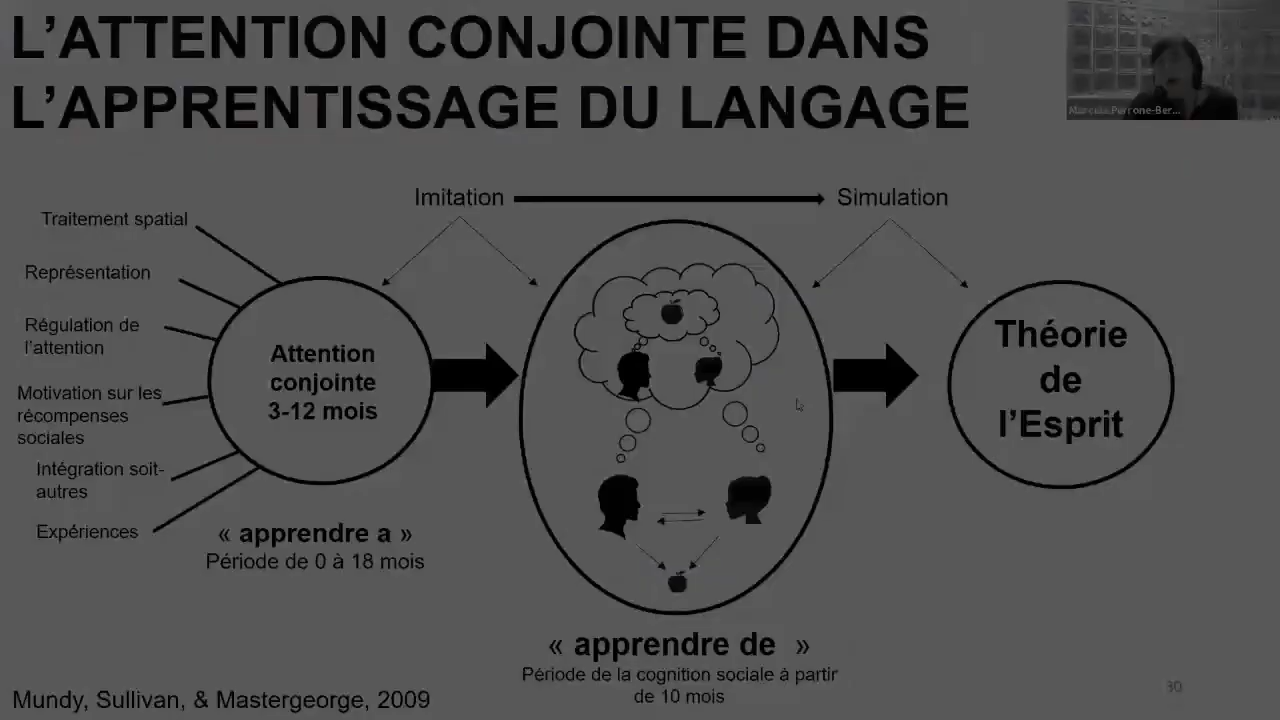 L’ATTENTION CONJOINTE DANS
L’APPRENTISSAGE DU LANGAGE
Imitation
Simulation
Traitement spatial
Représentation
Régulation de
l’attention
Motivation sur les
récompenses
sociales
Intégration soit-
autres
Expériences
Attention
conjointe
3-12 mois
« apprendre a »
Période de 0 à 18 mois
Théorie
de
l’Esprit
« apprendre de »
Période de la cognition sociale à partir
de 10 mois
Mundy, Sullivan, & Mastergeorge, 2009
30